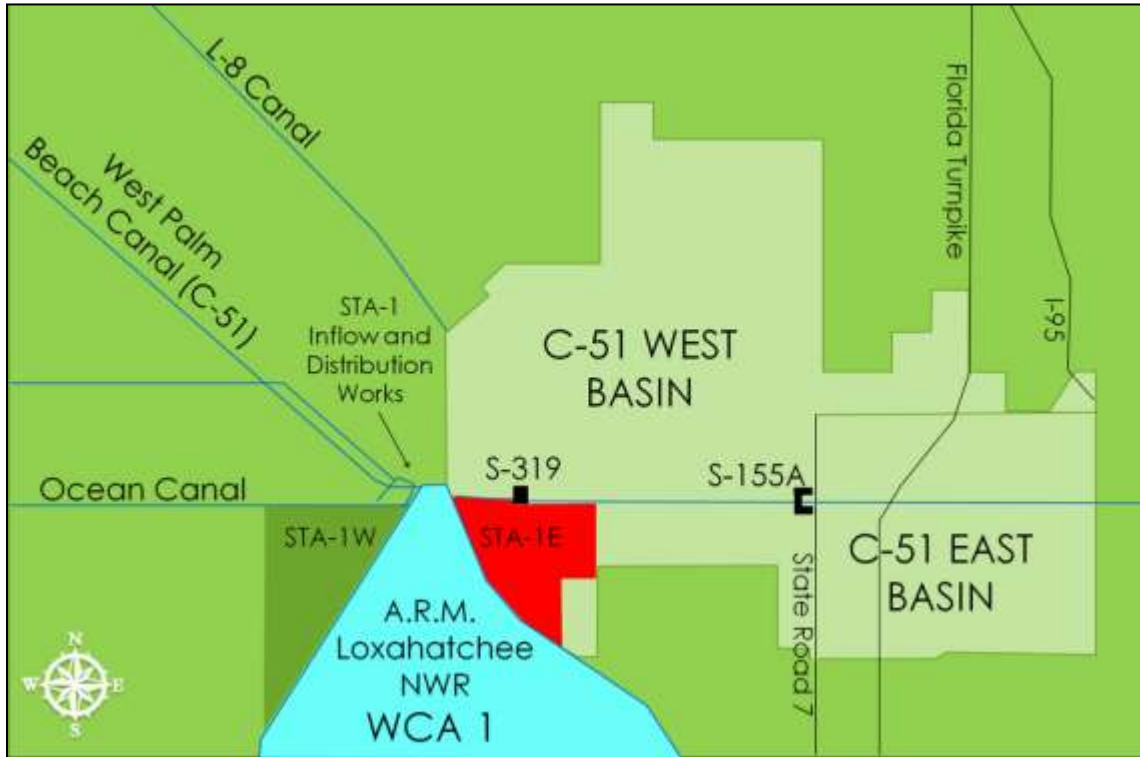 L-8 Canal
West Palm
Beach Canal (C-51)
STA-1
Inflow and
Distribution
Works
Florida Turnpike
I-95
C-51 WEST
BASIN
S-319
S-155A
Ocean Canal
STA-1W
STA-1E
C-51 EAST
BASIN
State Road 7
A.R.M.
Loxahatchee
NWR
WCA 1
N
W
E
S